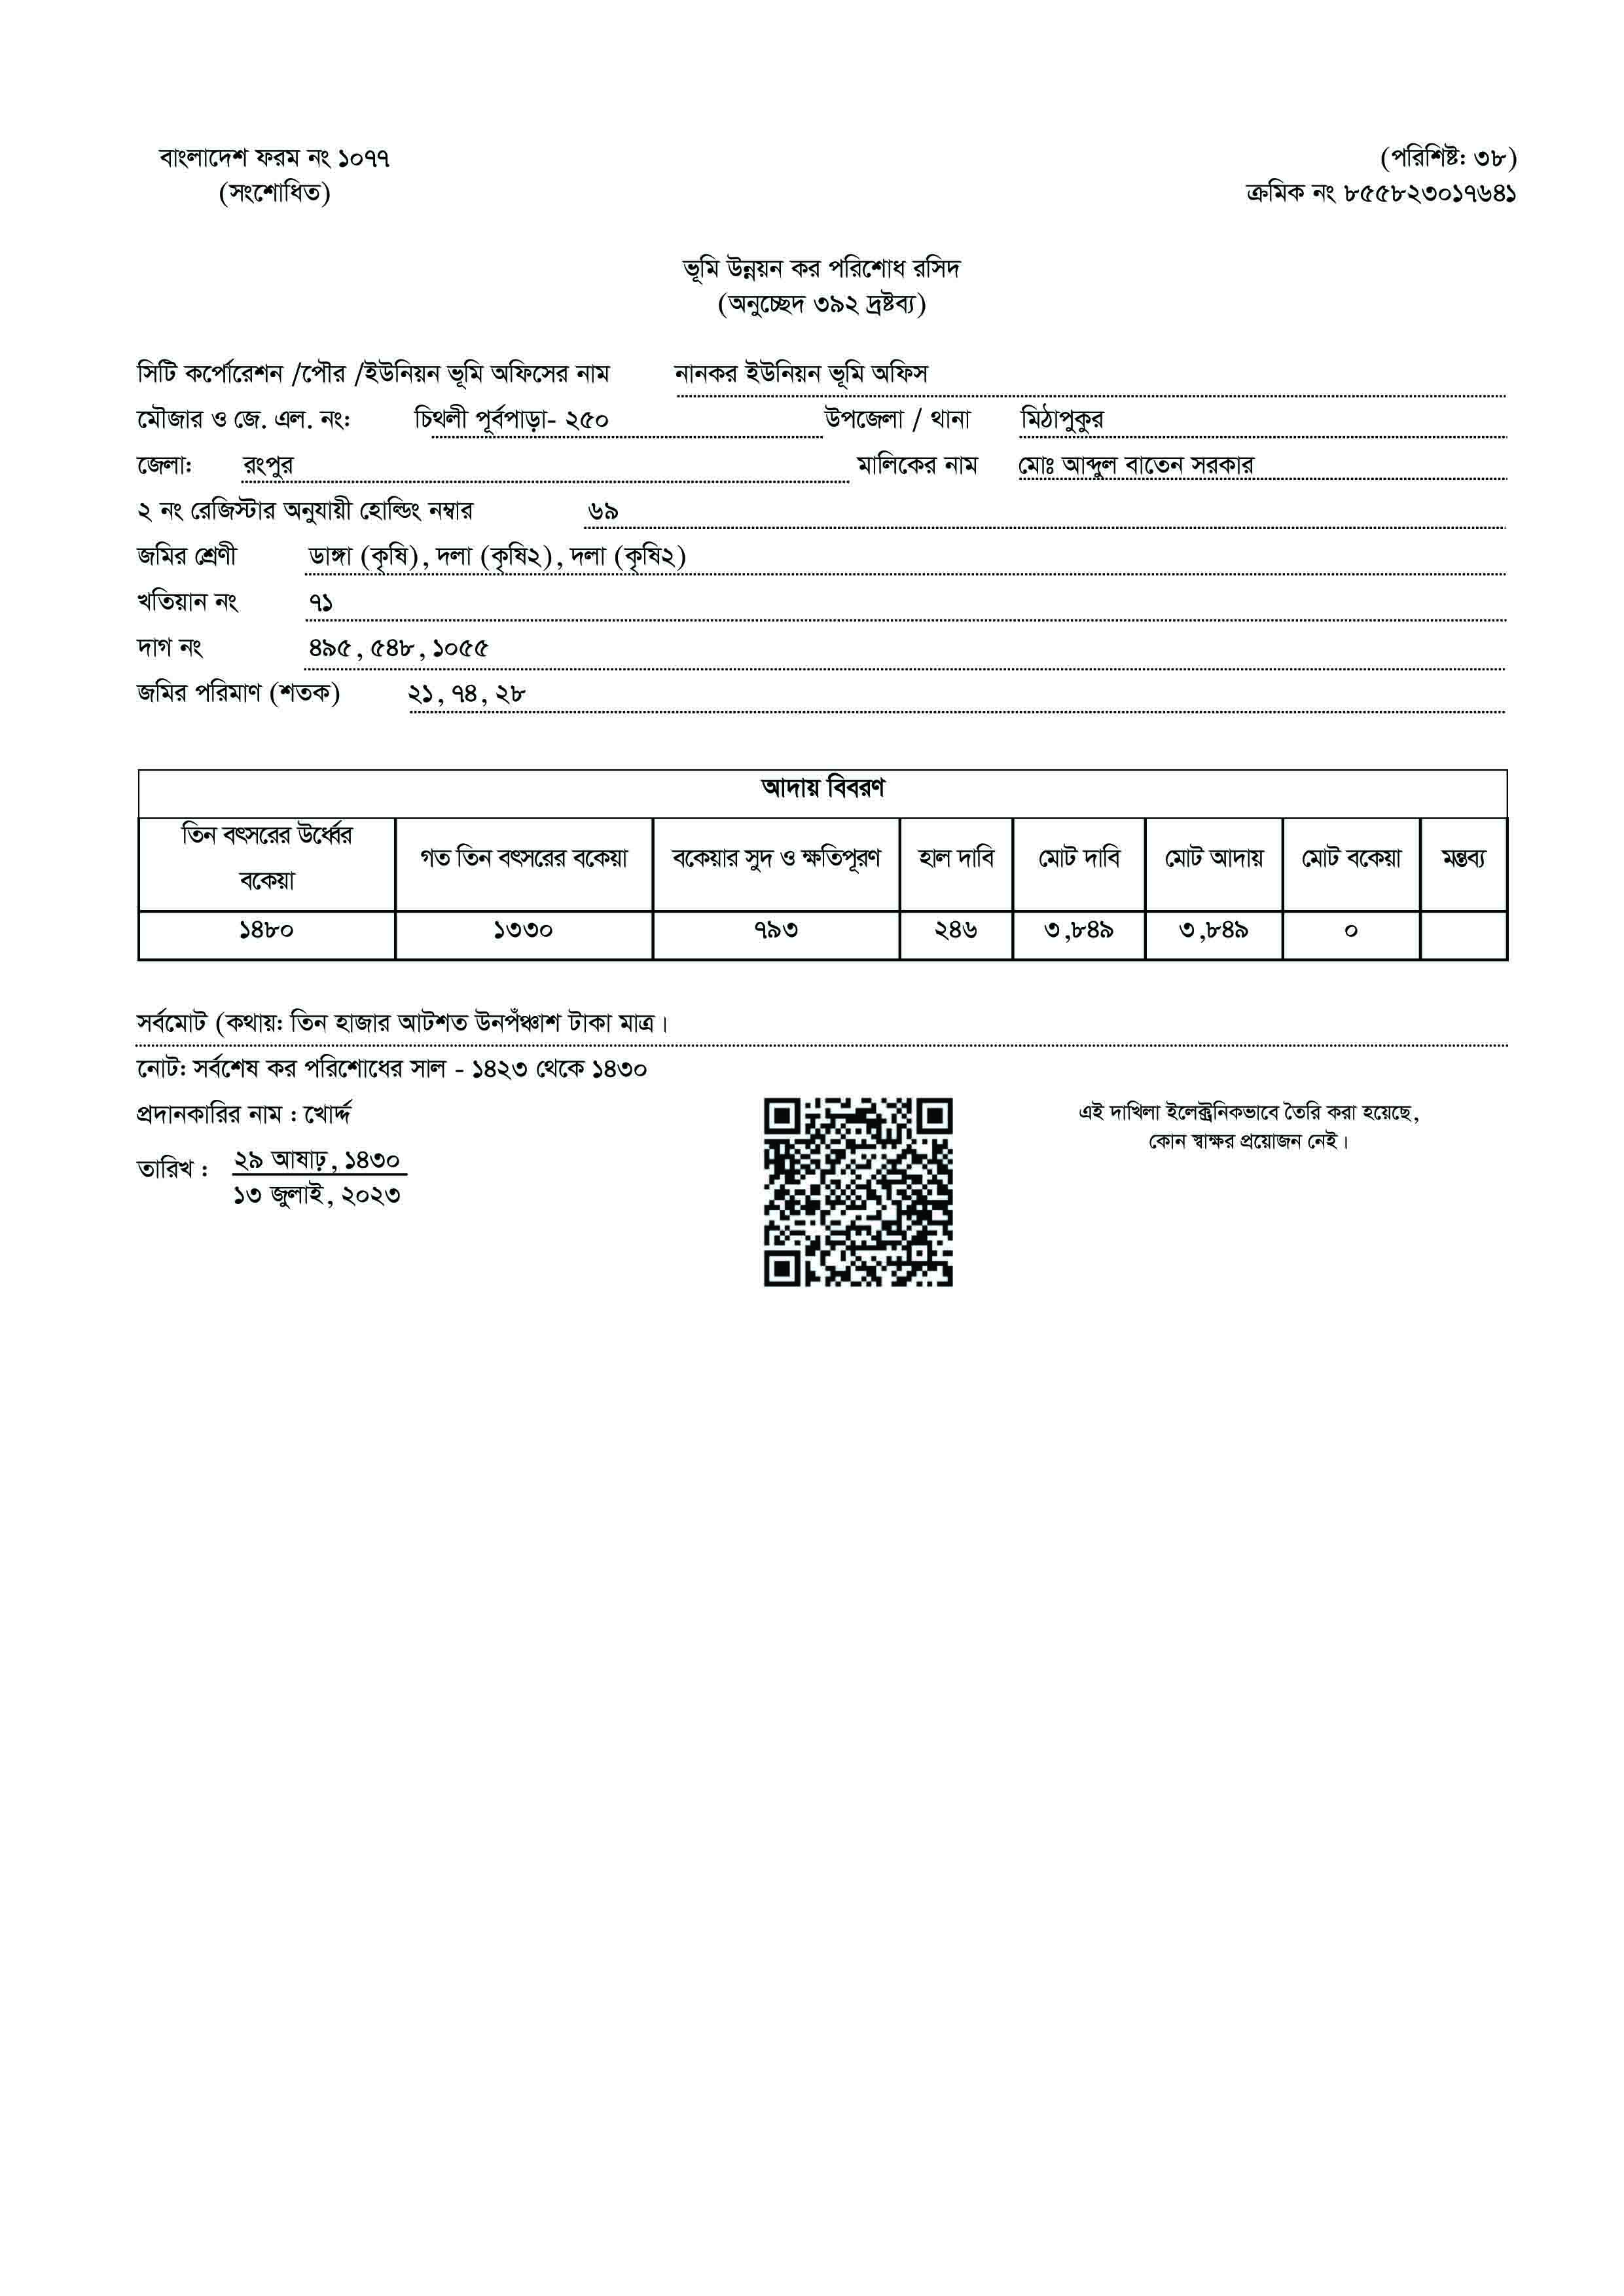 বাংলাদেশ ফরম নং ১০৭৭
(সংশোধিত)
(পরিশিষ্ট: ৩৮)
ক্রমিক নং ৮৫৫৮২৩০১৭৬৪১
ভূমি উন্নয়ন কর পরিশোধ রসিদ
(অনুচ্ছেদ ৩৯২ দ্রষ্টব্য)
সিটি কর্পোরেশন /পৌর /ইউনিয়ন ভূমি অফিসের নাম নানকর ইউনিয়ন ভূমি অফিস
মৌজার ও জে. এল. নং: চিথলী পূর্বপাড়া- ২৫০ উপজেলা / থানা মিঠাপুকুর
জেলা: রংপুর মালিকের নাম মোঃ আব্দুল বাতেন সরকার
২ নং রেজিস্টার অনুযায়ী হোল্ডিং নম্বার ৬৯
জমির শ্রেণী ডাঙ্গা (কৃষি), দলা (কৃষি২), দলা (কৃষি২)
খতিয়ান নং ৭১
দাগ নং ৪৯৫, ৫৪৮, ১০৫৫
জমির পরিমাণ (শতক) ২১, ৭৪, ২৮
আদায় বিবরণ
তিন বৎসরের উর্ধ্বের বকেয়া গত তিন বৎসরের বকেয়া বকেয়ার সুদ ও ক্ষতিপূরণ হাল দাবি মোট দাবি মোট আদায় মোট বকেয়া মন্তব্য
১৪৮০ ১৩৩০ ৭৯৩ ২৪৬ ৩,৮৪৯ ৩,৮৪৯ ০
সর্বমোট (কথায়: তিন হাজার আটশত উনপঁঞ্চাশ টাকা মাত্র।
নোট: সর্বশেষ কর পরিশোধের সাল - ১৪২৩ থেকে ১৪৩০
প্রদানকারির নাম : খোর্দ্দ
তারিখ : ২৯ আষাঢ়, ১৪৩০
১৩ জুলাই, ২০২৩
এই দাখিলা ইলেক্ট্রনিকভাবে তৈরি করা হয়েছে,
কোন স্বাক্ষর প্রয়োজন নেই।